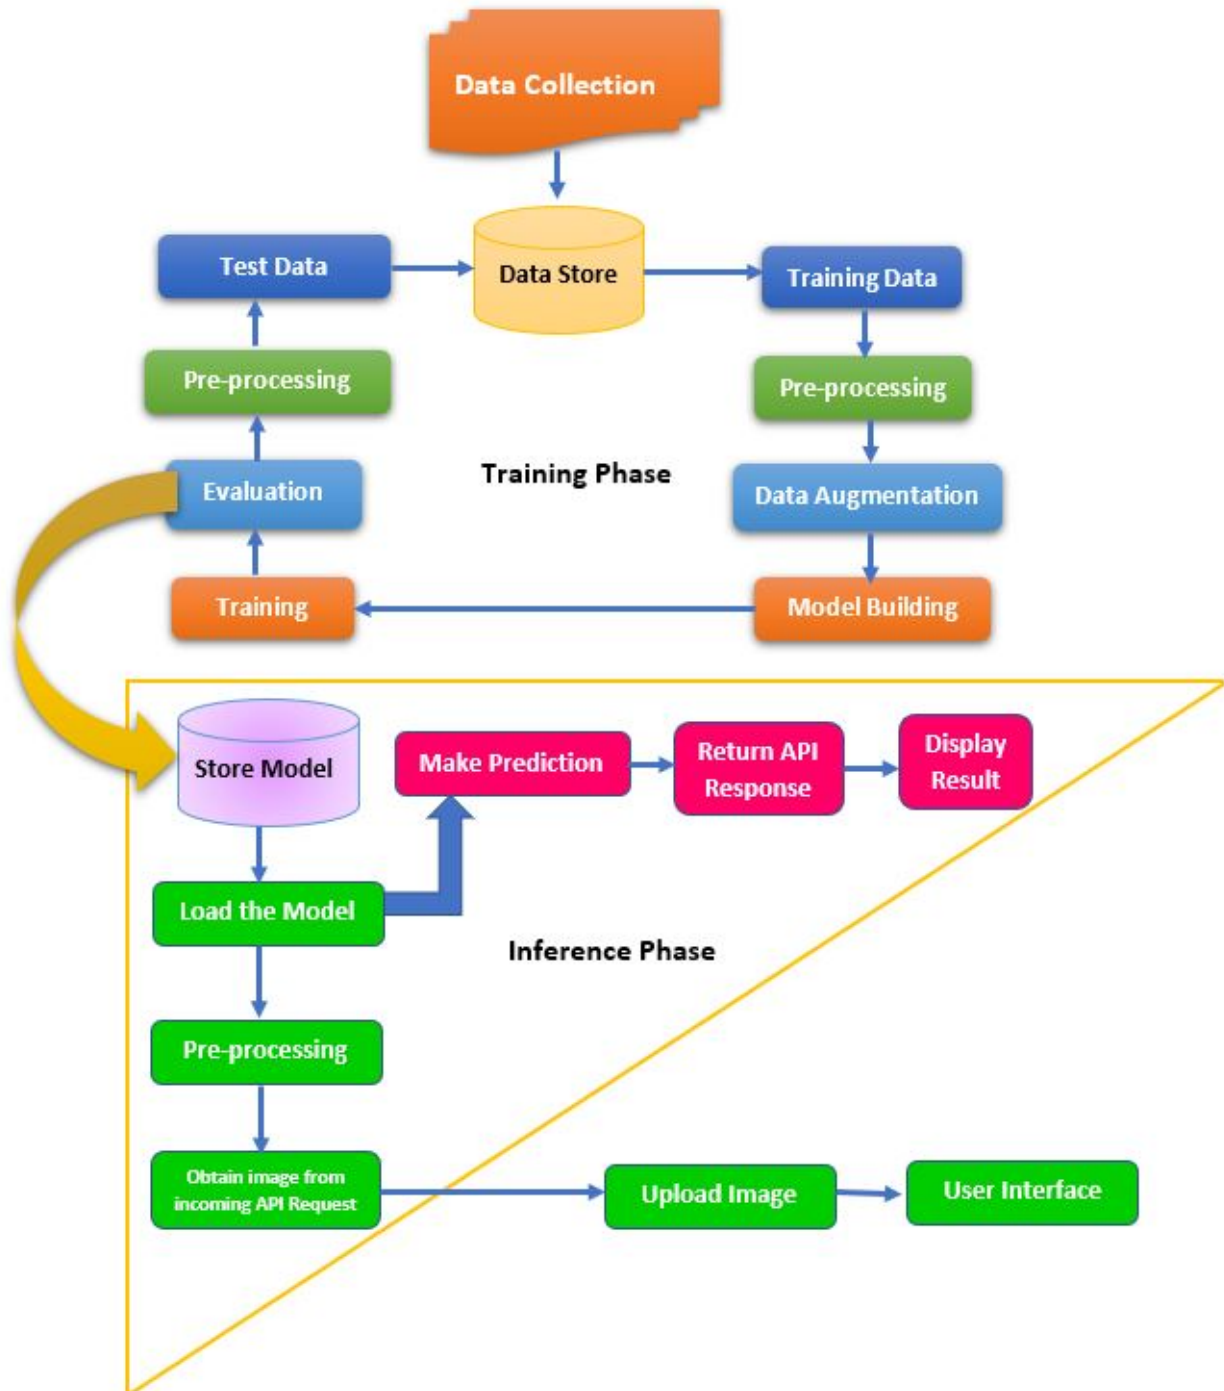 Data Collection
Test Data
Data Store
Training Data
Pre-processing
Pre-processing
Evaluation
Training Phase
Data Augmentation
Training
Model Building
Store Model
Make Prediction
Return API
Response
Display
Result
Load the Model
Inference Phase
Pre-processing
Obtain image from
incoming API Request
Upload Image
User Interface